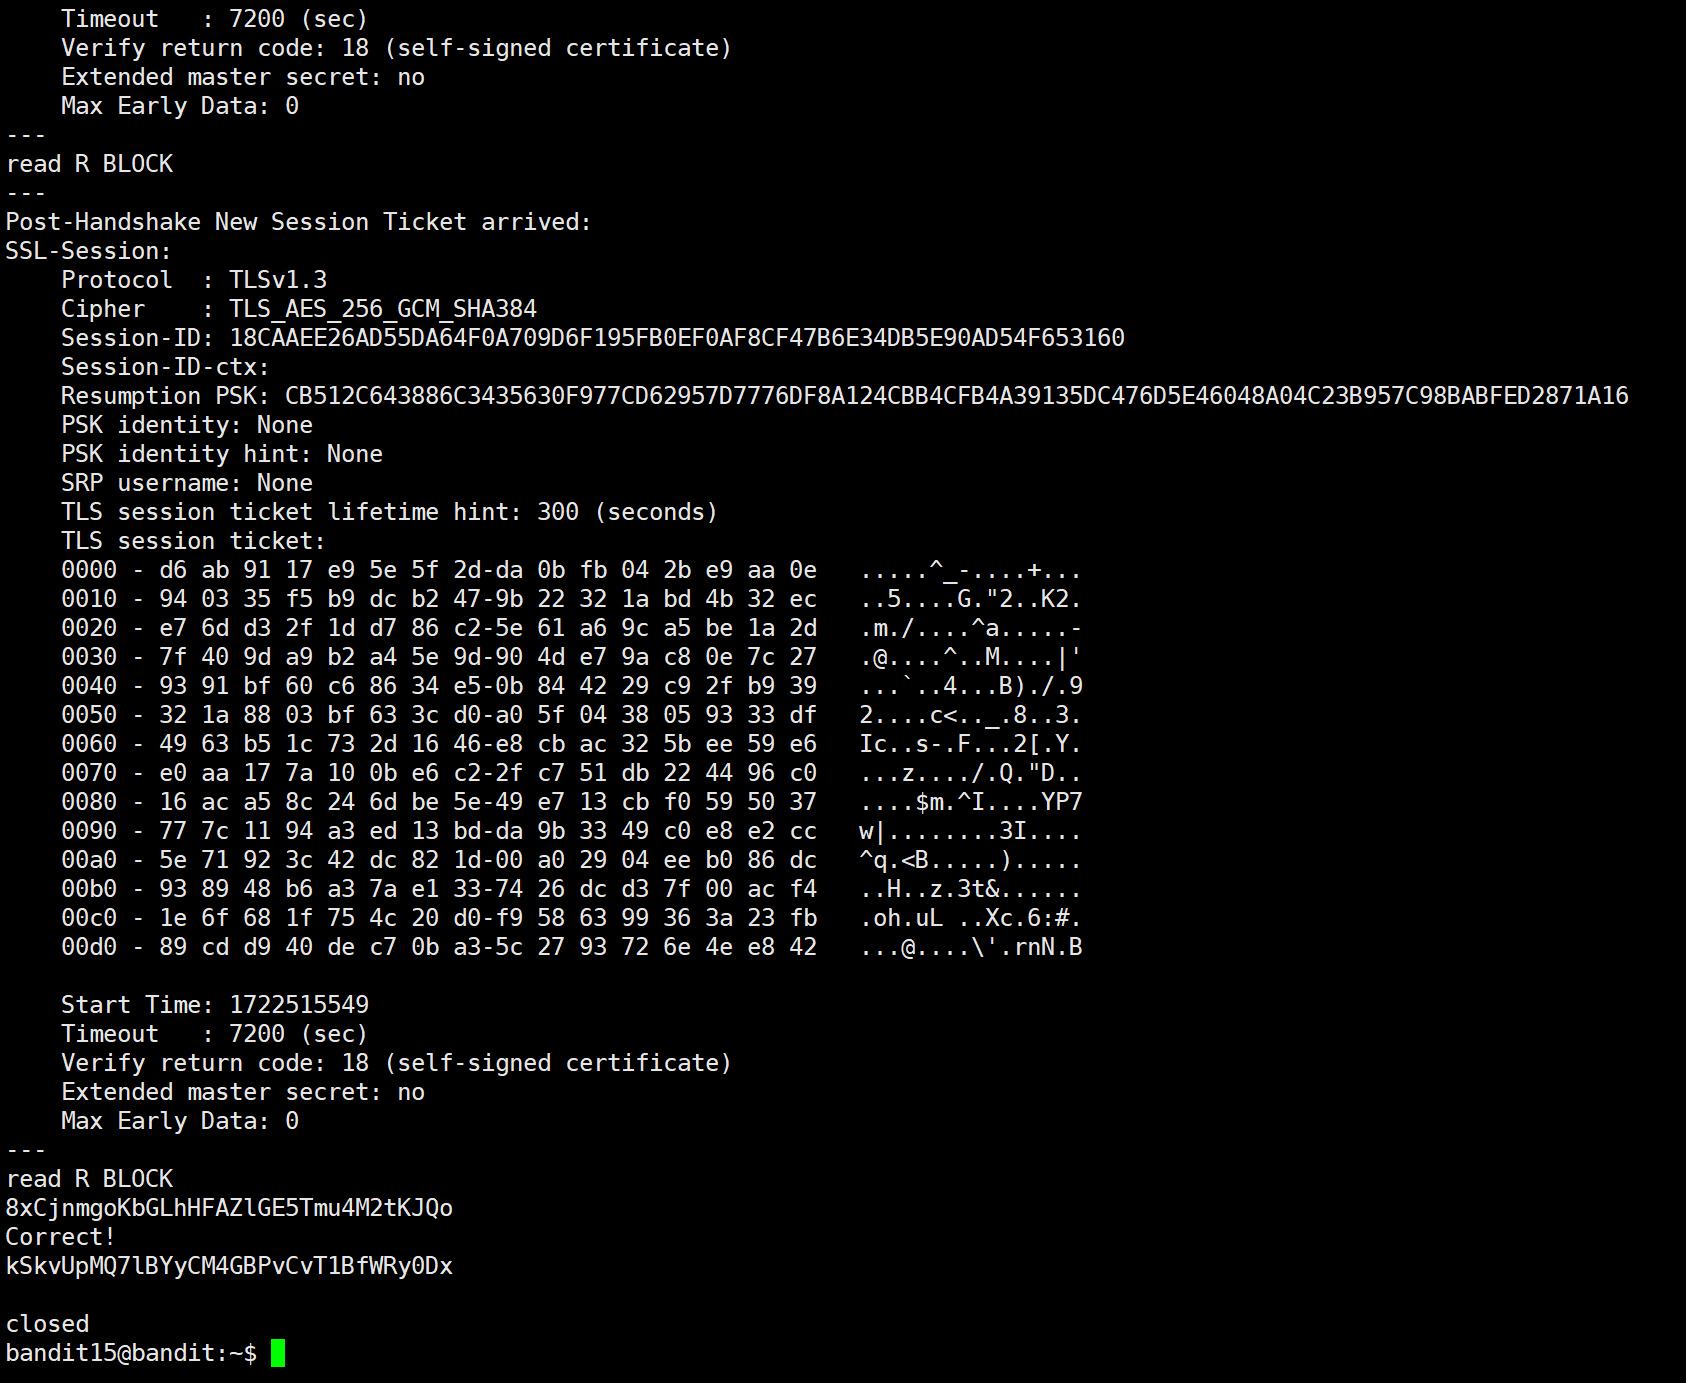 Timeout   : 7200 (sec)
    Verify return code: 18 (self-signed certificate)
    Extended master secret: no
    Max Early Data: 0
---
read R BLOCK
---
Post-Handshake New Session Ticket arrived:
SSL-Session:
    Protocol  : TLSv1.3
    Cipher    : TLS_AES_256_GCM_SHA384
    Session-ID: 18CAAEE26AD55DA64F0A709D6F195FB0EF0AF8CF47B6E34DB5E90AD54F653160
    Session-ID-ctx:
    Resumption PSK: CB512C643886C3435630F977CD62957D7776DF8A124CBB4CFB4A39135DC476D5E46048A04C23B957C98BABFED2871A16
    PSK identity: None
    PSK identity hint: None
    SRP username: None
    TLS session ticket lifetime hint: 300 (seconds)
    TLS session ticket:
    0000 - d6 ab 91 17 e9 5e 5f 2d-da 0b fb 04 2b e9 aa 0e   .....^_-....+...
    0010 - 94 03 35 f5 b9 dc b2 47-9b 22 32 1a bd 4b 32 ec   ..5....G."2..K2.
    0020 - e7 6d d3 2f 1d d7 86 c2-5e 61 a6 9c a5 be 1a 2d   .m./....^a.....-
    0030 - 7f 40 9d a9 b2 a4 5e 9d-90 4d e7 9a c8 0e 7c 27   .@....^..M....|'
    0040 - 93 91 bf 60 c6 86 34 e5-0b 84 42 29 c9 2f b9 39   ...`..4...B)./.9
    0050 - 32 1a 88 03 bf 63 3c d0-a0 5f 04 38 05 93 33 df   2....c<.._.8..3.
    0060 - 49 63 b5 1c 73 2d 16 46-e8 cb ac 32 5b ee 59 e6   Ic..s-.F...2[.Y.
    0070 - e0 aa 17 7a 10 0b e6 c2-2f c7 51 db 22 44 96 c0   ...z..../.Q."D..
    0080 - 16 ac a5 8c 24 6d be 5e-49 e7 13 cb f0 59 50 37   ....$m.^I....YP7
    0090 - 77 7c 11 94 a3 ed 13 bd-da 9b 33 49 c0 e8 e2 cc   w|........3I....
    00a0 - 5e 71 92 3c 42 dc 82 1d-00 a0 29 04 ee b0 86 dc   ^q.<B.....).....
    00b0 - 93 89 48 b6 a3 7a e1 33-74 26 dc d3 7f 00 ac f4   ..H..z.3t&......
    00c0 - 1e 6f 68 1f 75 4c 20 d0-f9 58 63 99 36 3a 23 fb   .oh.uL ..Xc.6:#.
    00d0 - 89 cd d9 40 de c7 0b a3-5c 27 93 72 6e 4e e8 42   ...@....\'.rnN.B

    Start Time: 1722515549
    Timeout   : 7200 (sec)
    Verify return code: 18 (self-signed certificate)
    Extended master secret: no
    Max Early Data: 0
---
read R BLOCK
8xCjnmgoKbGLhHFAZlGE5Tmu4M2tKJQo
Correct!
kSkvUpMQ7lBYyCM4GBPvCvT1BfWRy0Dx

closed
bandit15@bandit:~$